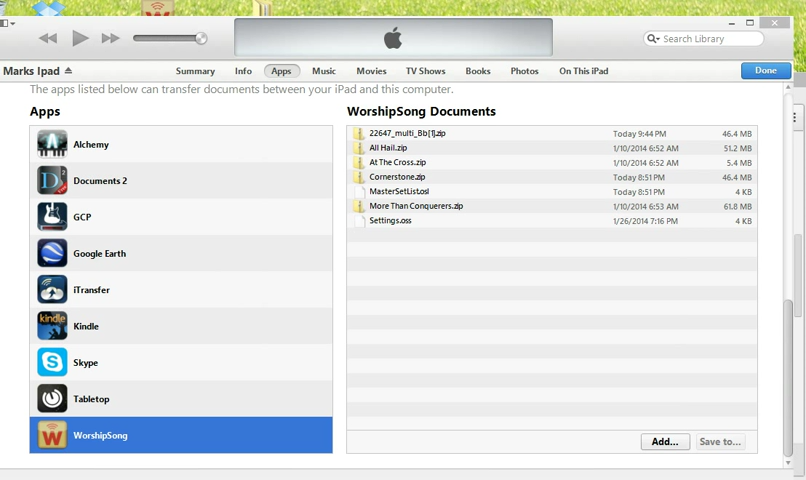 Search Library
Marks Ipad
Summary Info Apps Music Movies TV Shows Books Photos On This iPad Done
The apps listed below can transfer documents between your iPad and this computer.
Apps
Alchemy
Documents 2
GCP
Google Earth
iTransfer
kindle Kindle
Skype
Tabletop
W WorshipSong
WorshipSong Documents
22647_multi_Bb[1].zip Today 9:44 PM 46.4 MB
All Hail.zip 1/10/2014 6:52 AM 51.2 MB
At The Cross.zip 1/10/2014 6:52 AM 5.4 MB
Cornerstone.zip Today 8:51 PM 46.4 MB
MasterSetList.osl Today 8:51 PM 4 KB
More Than Conquerers.zip 1/10/2014 6:53 AM 61.8 MB
Settings.oss 1/26/2014 7:16 PM 4 KB
Add... Save to...